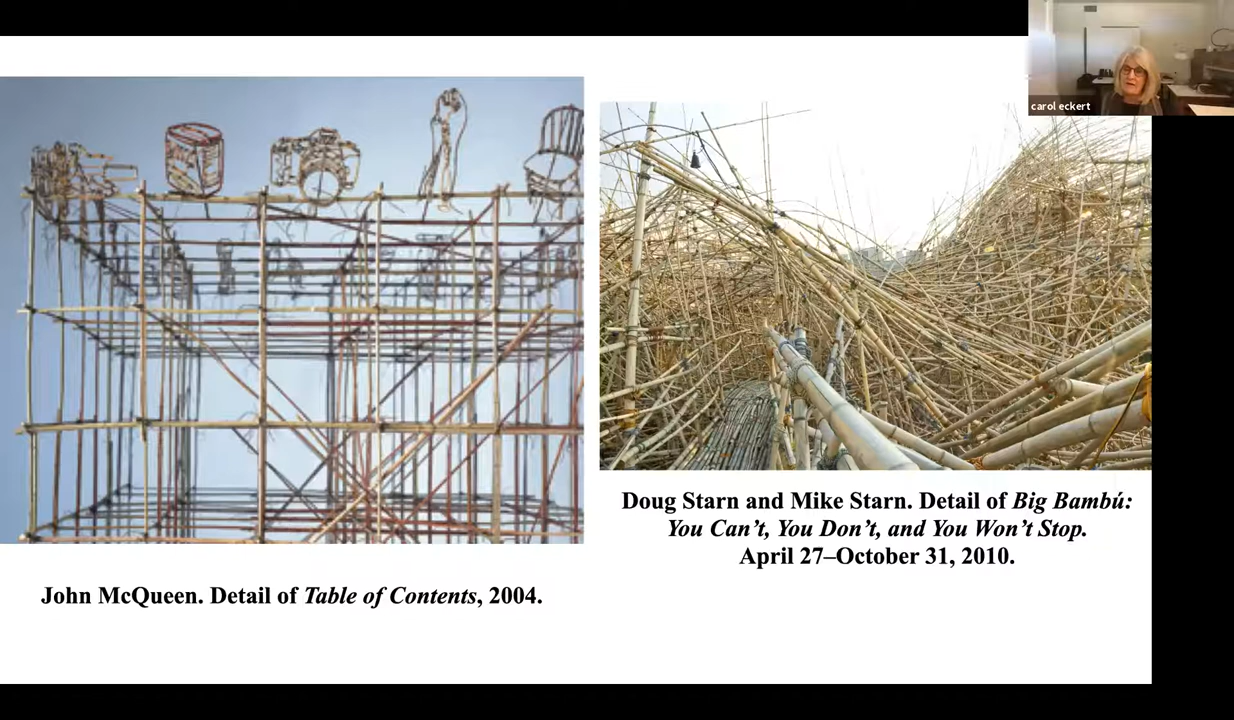 carol eckert
John McQueen. Detail of Table of Contents, 2004.
Doug Starn and Mike Starn. Detail of Big Bambú:
You Can’t, You Don’t, and You Won’t Stop.
April 27–October 31, 2010.